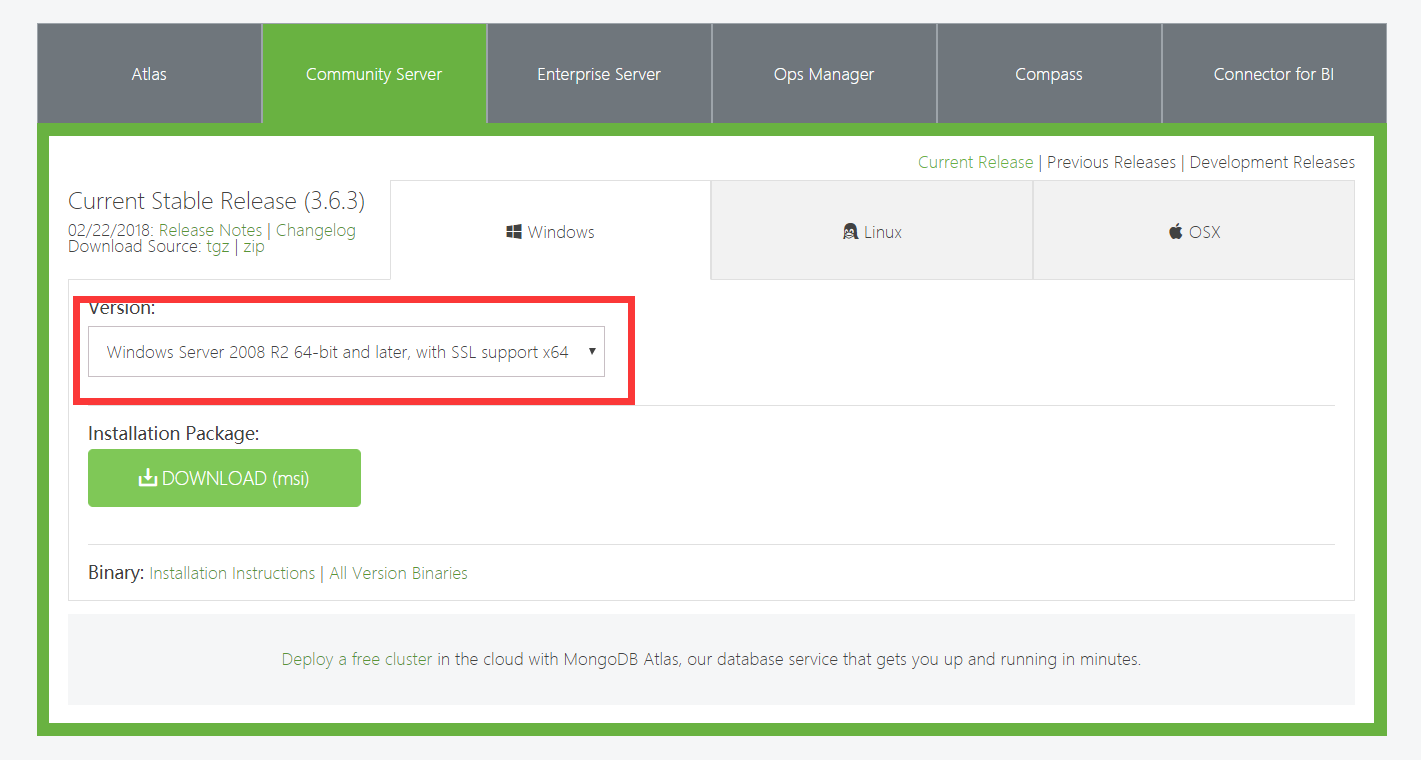 Atlas
Community Server
Enterprise Server
Ops Manager
Compass
Connector for BI
Current Release | Previous Releases | Development Releases
Current Stable Release (3.6.3)
02/22/2018: Release Notes | Changelog
Download Source: tgz | zip
Windows
Linux
OSX
Version:
Windows Server 2008 R2 64-bit and later, with SSL support x64
Installation Package:
DOWNLOAD (msi)
Binary: Installation Instructions | All Version Binaries
Deploy a free cluster in the cloud with MongoDB Atlas, our database service that gets you up and running in minutes.